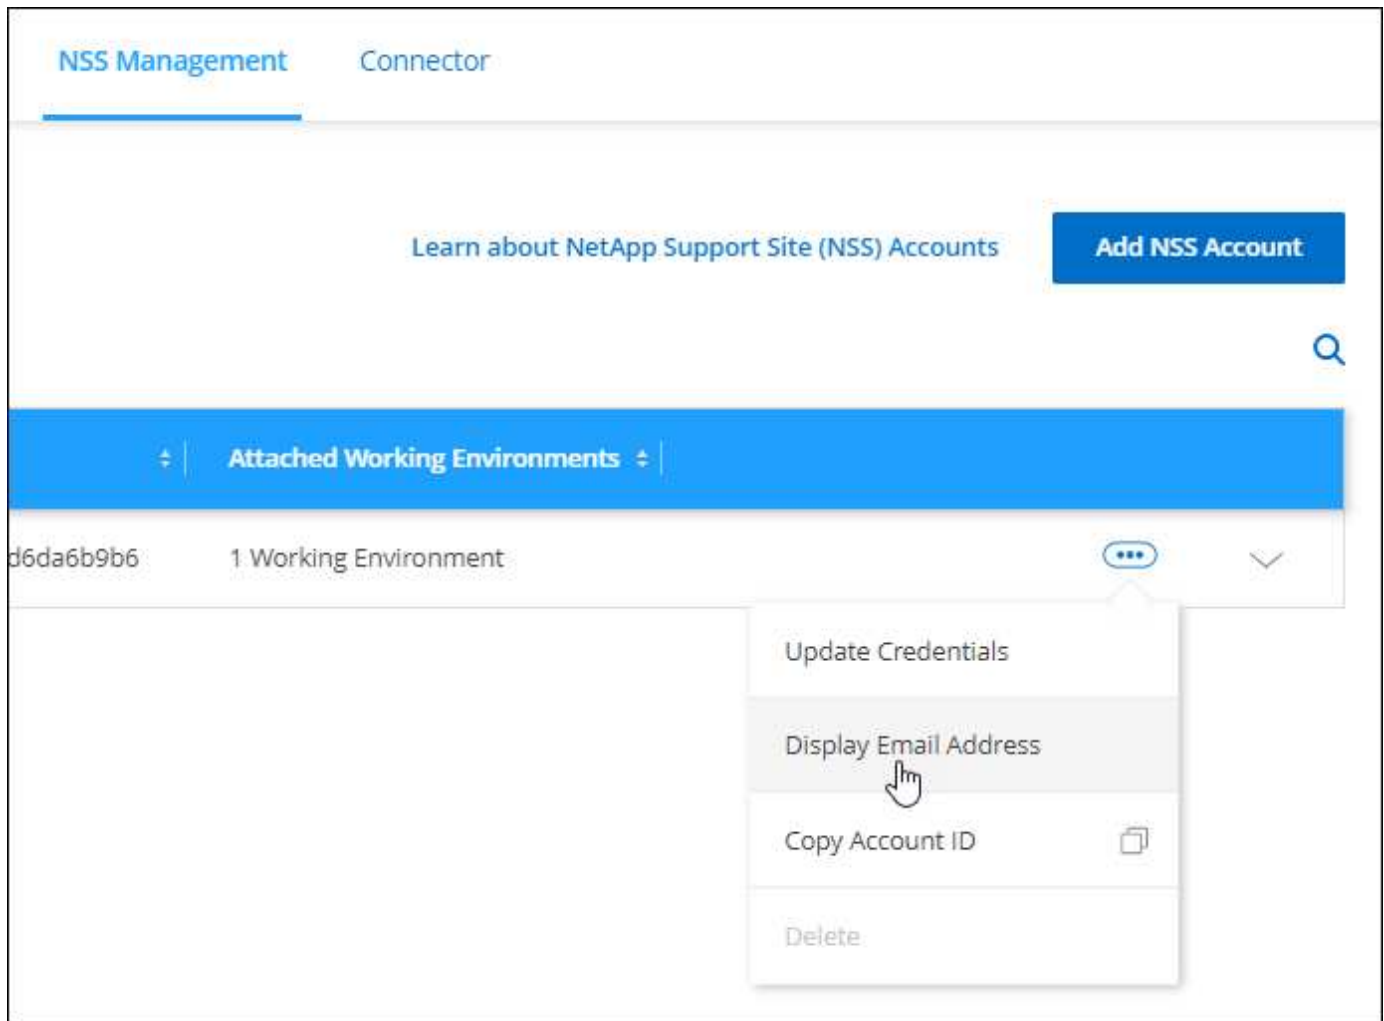 NSS Management Connector
Learn about NetApp Support Site (NSS) Accounts Add NSS Account
Attached Working Environments
d6da6b9b6 1 Working Environment
Update Credentials
Display Email Address
Copy Account ID
Delete